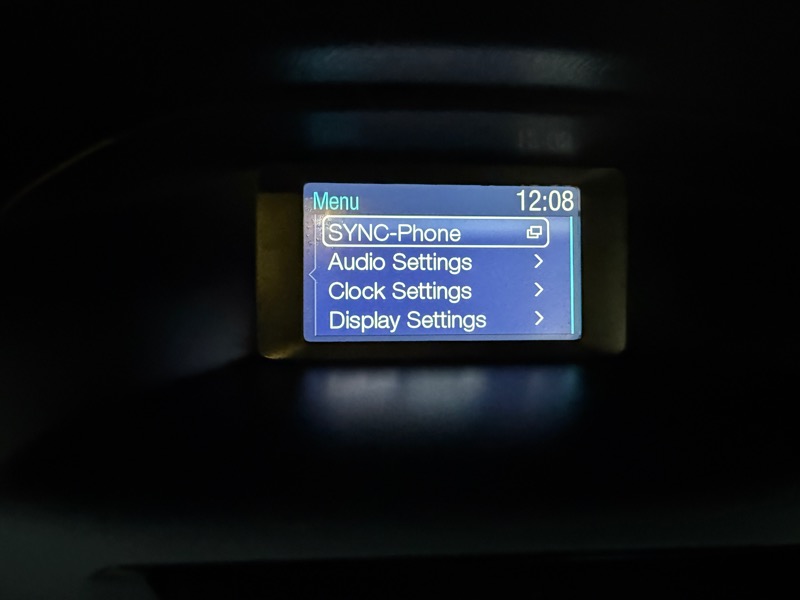 Menu 12:08
SYNC-Phone
Audio Settings
Clock Settings
Display Settings